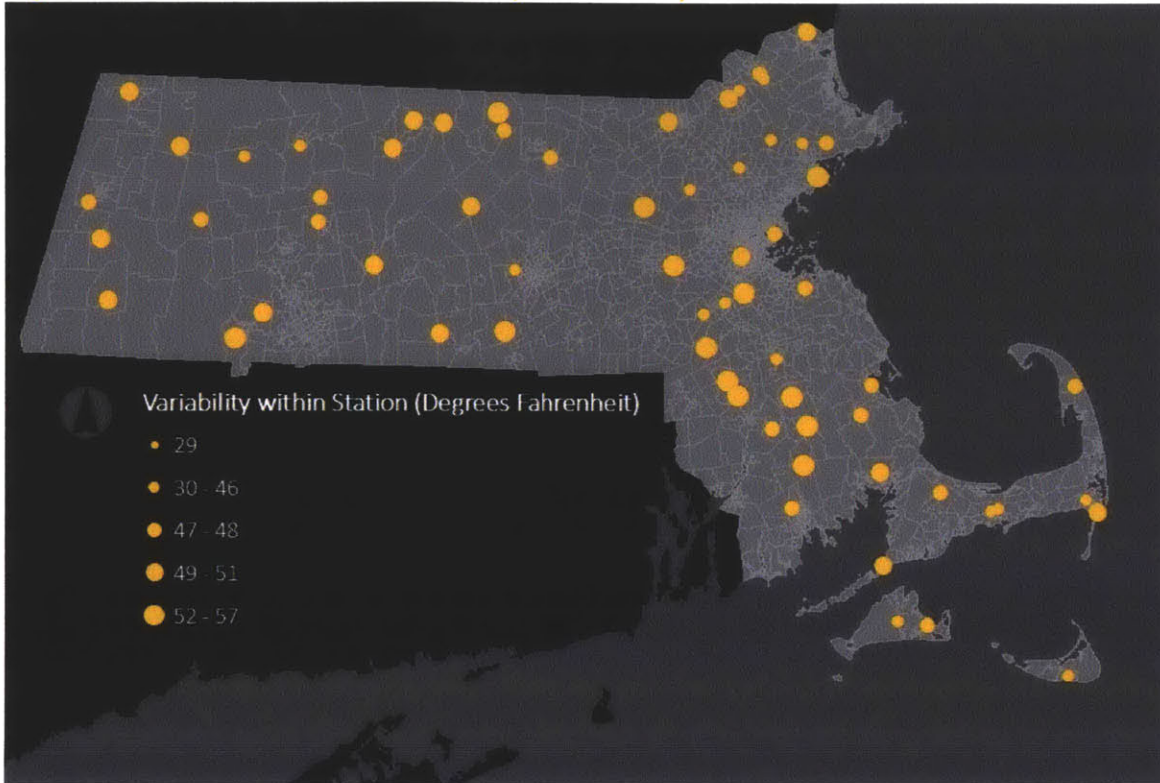 Variability within Station (Degrees Fahrenheit)
29
30 - 46
47 - 48
49 - 51
52 - 57